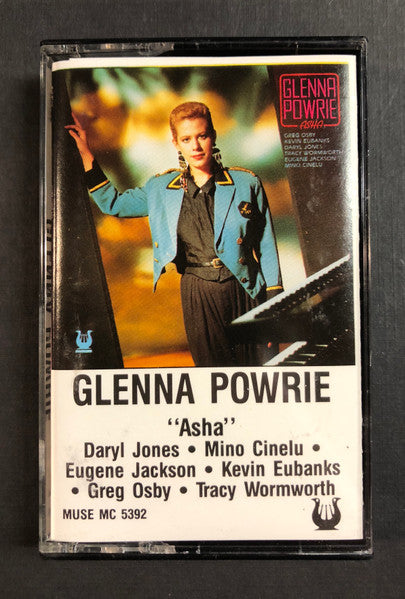 GLENNA
POWRIE
ASHA
GREG OSBY
KEVIN EUBANKS
DARYL JONES
TRACY WORMWORTH
EUGENE JACKSON
MINO CINELU
GLENNA POWRIE
"Asha"
Daryl Jones • Mino Cinelu •
Eugene Jackson • Kevin Eubanks
• Greg Osby • Tracy Wormworth
MUSE MC 5392